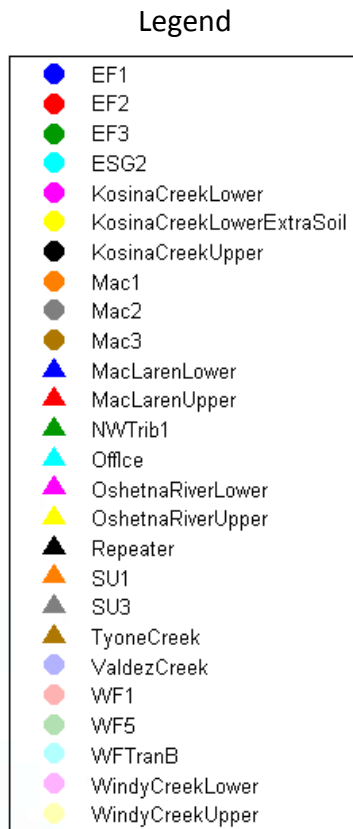 Legend
EF1
EF2
EF3
ESG2
KosinaCreekLower
KosinaCreekLowerExtraSoil
KosinaCreekUpper
Mac1
Mac2
Mac3
MacLarenLower
MacLarenUpper
NWTrib1
OffIce
OshetnaRiverLower
OshetnaRiverUpper
Repeater
SU1
SU3
TyoneCreek
ValdezCreek
WF1
WF5
WFTranB
WindyCreekLower
WindyCreekUpper